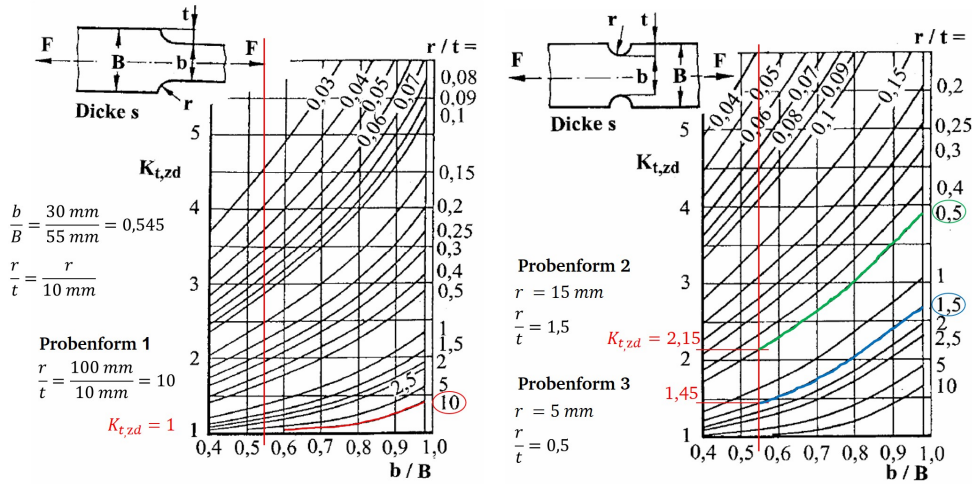 t
F
B
b
F
r
Dicke s
r / t =
0,03
0,04
0,05
0,06
0,07
0,08
0,09
0,1
0,15
0,2
0,25
0,3
0,4
0,5
1
1,5
2
2,5
5
10
5
4
3
2
1
K_t,zd
0,4 0,5 0,6 0,7 0,8 0,9 1,0
b / B
b/B = 30 mm/55 mm = 0,545
r/t = r/10 mm
Probenform 1
r/t = 100 mm/10 mm = 10
K_t,zd = 1
r
t
F
b
B
F
Dicke s
r / t =
0,04
0,05
0,06
0,07
0,08
0,09
0,1
0,15
0,2
0,25
0,3
0,4
0,5
1
1,5
2
2,5
5
10
5
4
3
2
1
K_t,zd
0,4 0,5 0,6 0,7 0,8 0,9 1,0
b / B
Probenform 2
r = 15 mm
r/t = 1,5
K_t,zd = 2,15
Probenform 3
1,45
r = 5 mm
r/t = 0,5